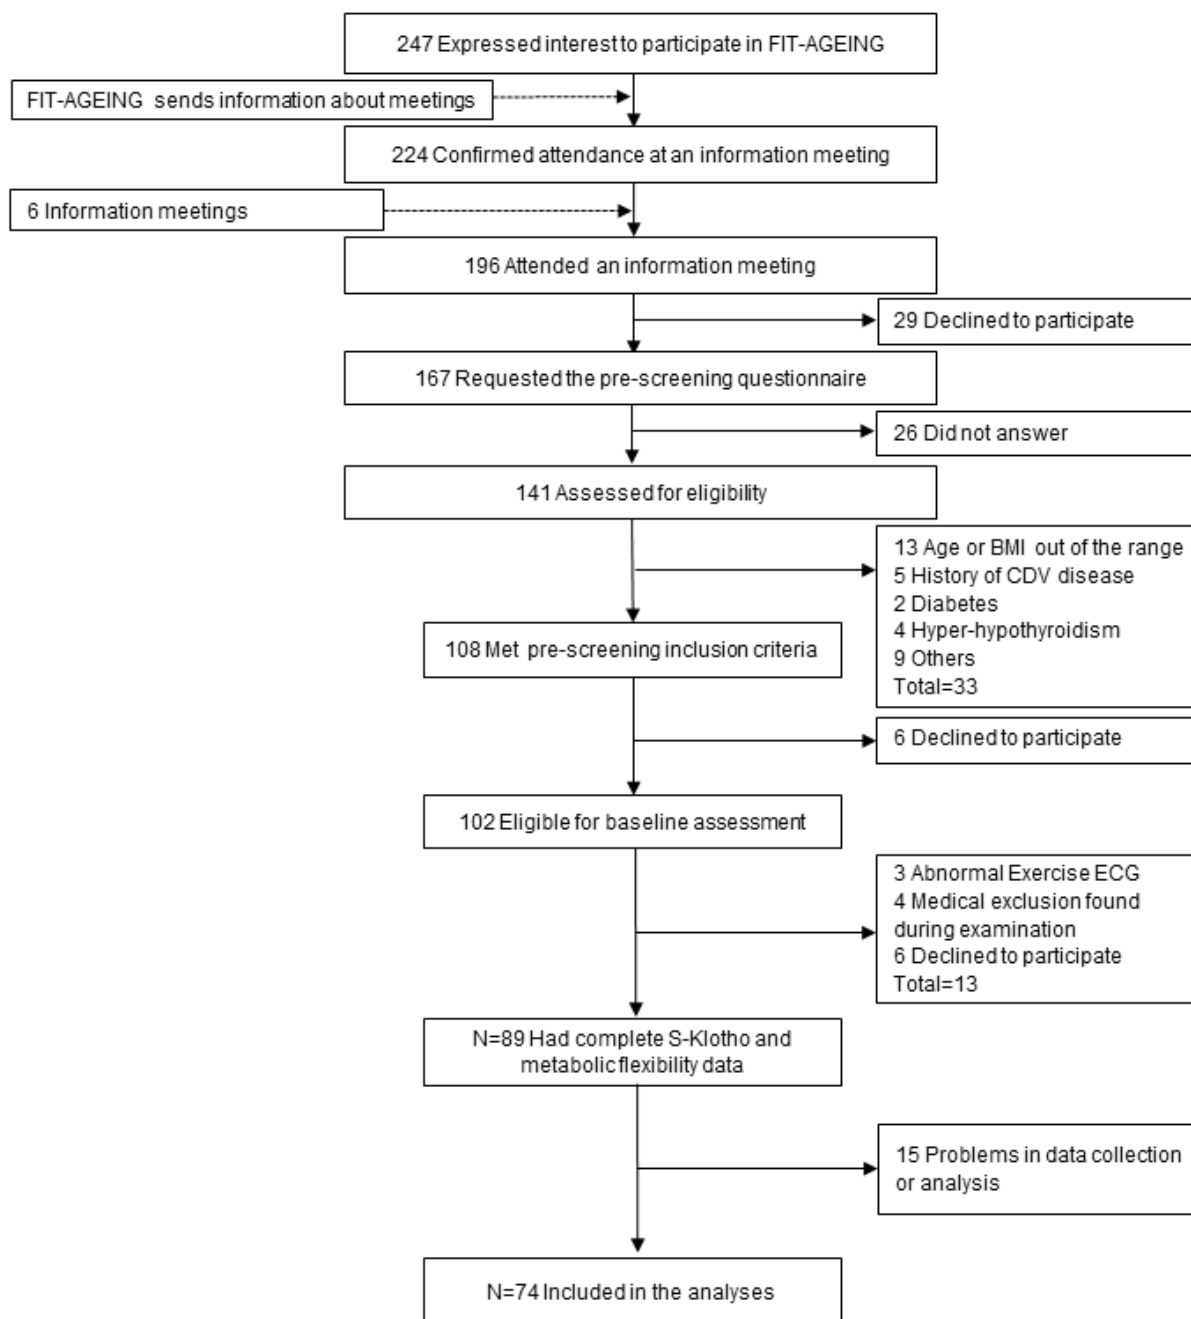 247 Expressed interest to participate in FIT-AGEING
FIT-AGEING sends information about meetings
224 Confirmed attendance at an information meeting
6 Information meetings
196 Attended an information meeting
29 Declined to participate
167 Requested the pre-screening questionnaire
26 Did not answer
141 Assessed for eligibility
13 Age or BMI out of the range
5 History of CDV disease
2 Diabetes
4 Hyper-hypothyroidism
9 Others
Total=33
108 Met pre-screening inclusion criteria
6 Declined to participate
102 Eligible for baseline assessment
3 Abnormal Exercise ECG
4 Medical exclusion found
during examination
6 Declined to participate
Total=13
N=89 Had complete S-Klotho and
metabolic flexibility data
15 Problems in data collection
or analysis
N=74 Included in the analyses